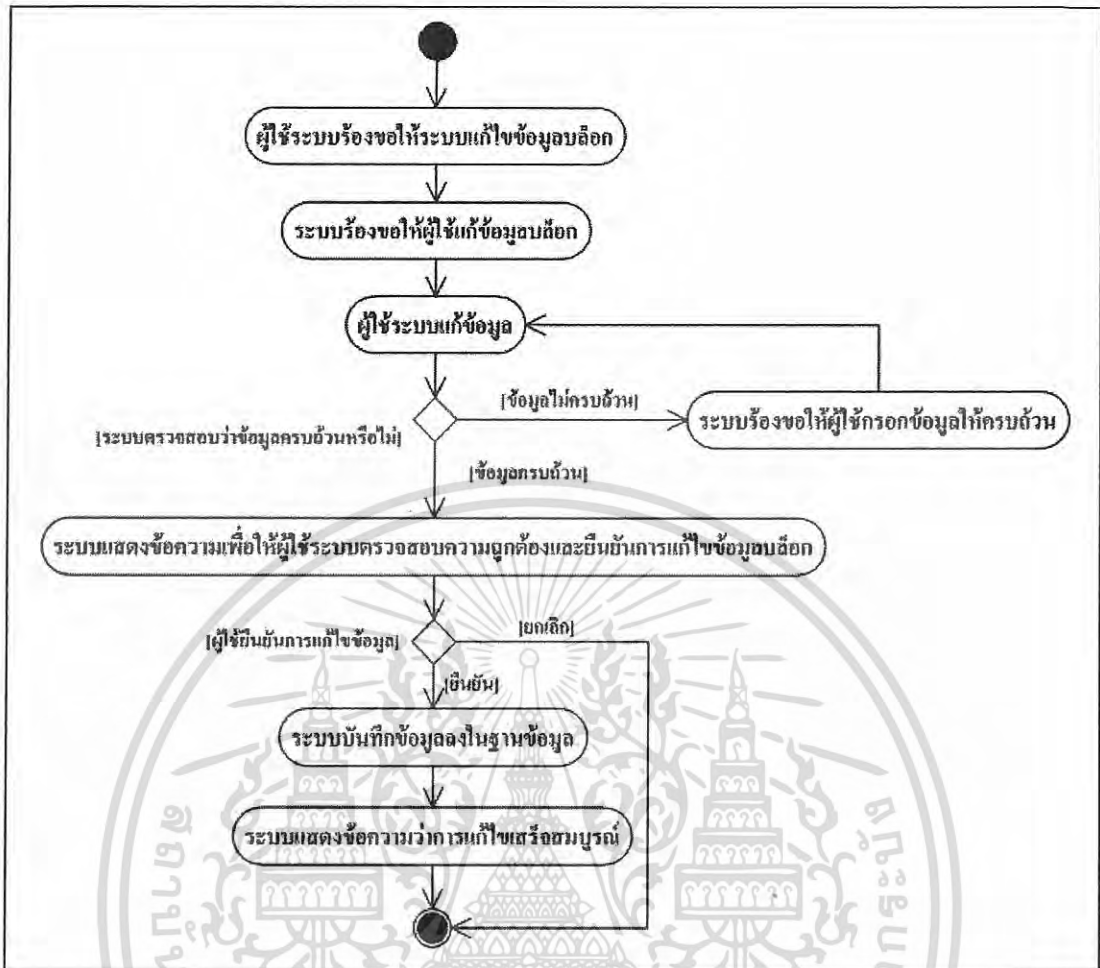 ผู้ใช้ระบบร้องขอให้ระบบแก้ไขข้อมูลบล็อก
ระบบร้องขอให้ผู้ใช้แก้ข้อมูลบล็อก
ผู้ใช้ระบบแก้ข้อมูล
[ข้อมูลไม่ครบถ้วน]
ระบบร้องขอให้ผู้ใช้กรอกข้อมูลให้ครบถ้วน
[ระบบตรวจสอบว่าข้อมูลครบถ้วนหรือไม่]
[ข้อมูลครบถ้วน]
ระบบแสดงข้อความเพื่อให้ผู้ใช้ระบบตรวจสอบความถูกต้องและยืนยันการแก้ไขข้อมูลบล็อก
[ผู้ใช้ยืนยันการแก้ไขข้อมูล]
[ยกเลิก]
[ยืนยัน]
ระบบบันทึกข้อมูลลงในฐานข้อมูล
ระบบแสดงข้อความว่าการแก้ไขเสร็จสมบูรณ์